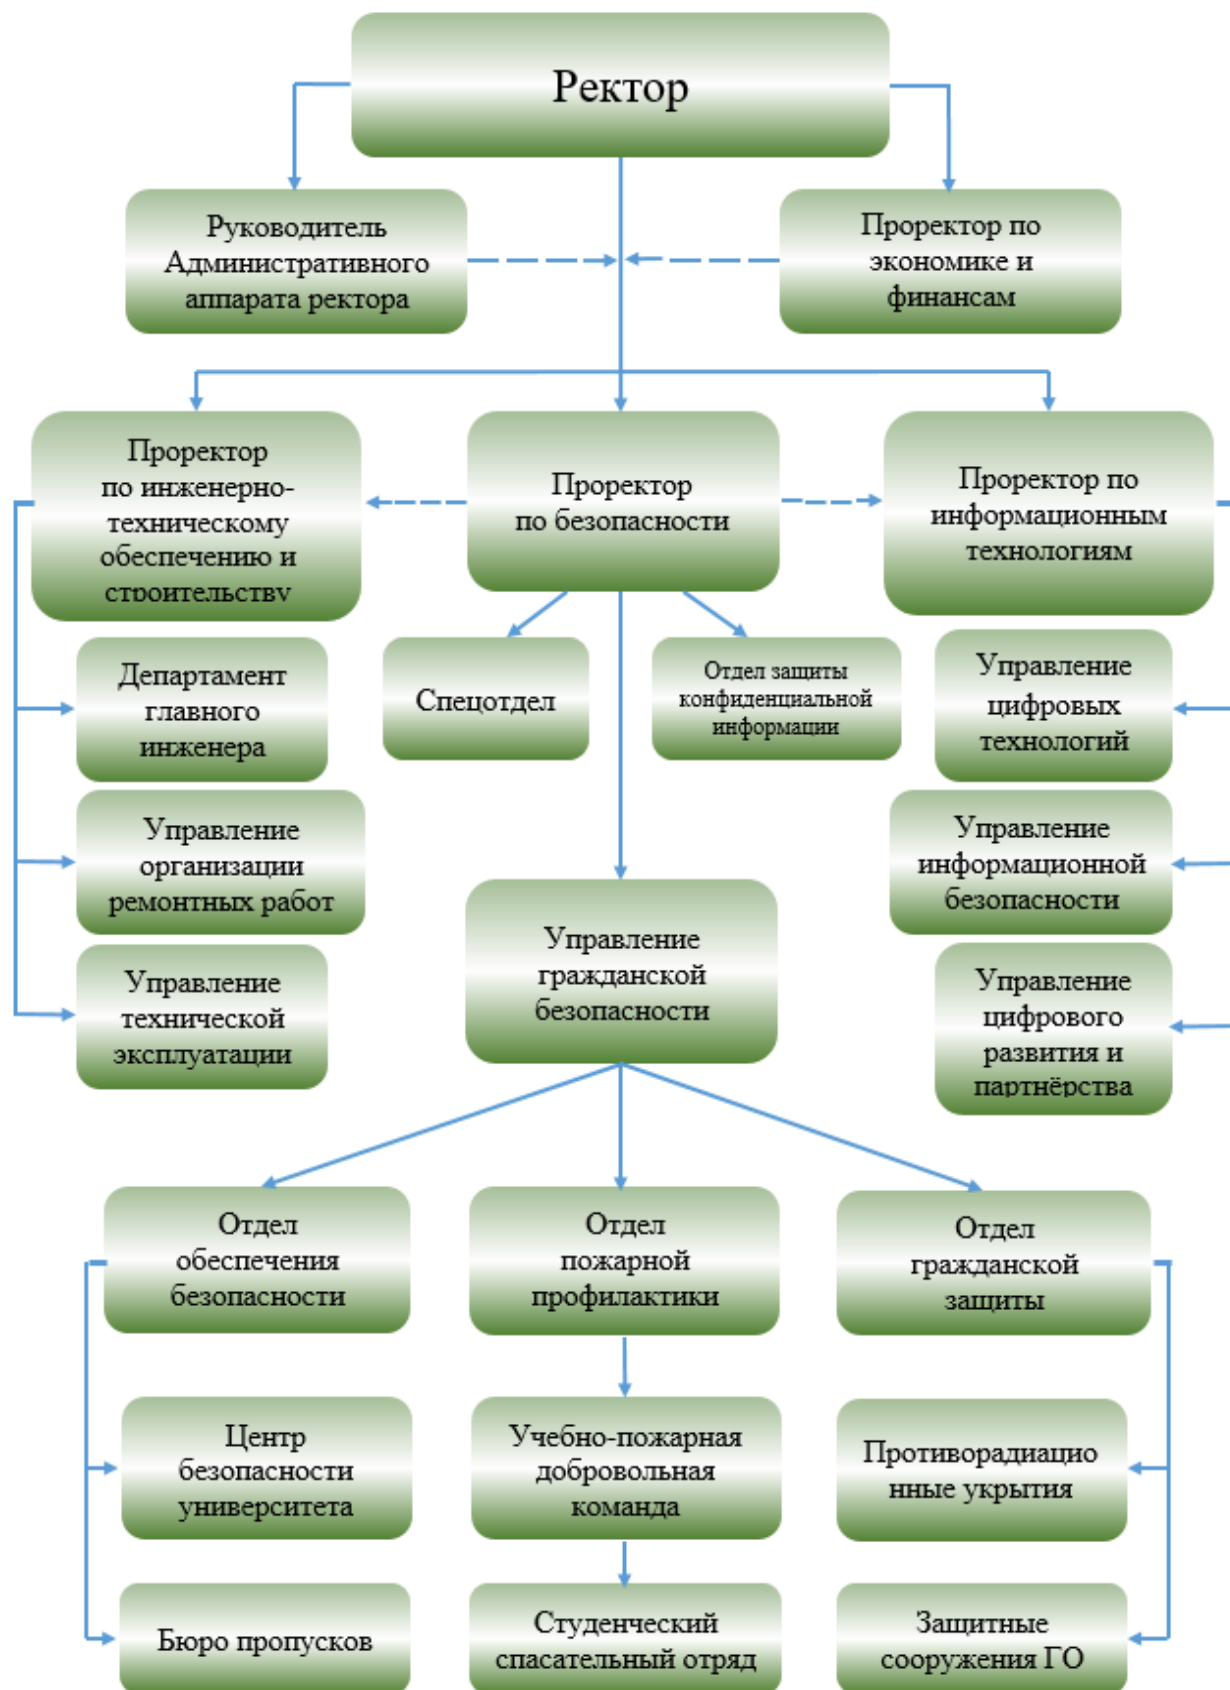 Ректор
Руководитель
Административного
аппарата ректора
Проректор по
экономике и
финансам
Проректор
по инженерно-
техническому
обеспечению и
строительству
Проректор
по безопасности
Проректор по
информационным
технологиям
Департамент
главного
инженера
Спецотдел
Отдел защиты
конфиденциальной
информации
Управление
цифровых
технологий
Управление
организации
ремонтных работ
Управление
информационной
безопасности
Управление
гражданской
безопасности
Управление
технической
эксплуатации
Управление
цифрового
развития и
партнёрства
Отдел
обеспечения
безопасности
Отдел
пожарной
профилактики
Отдел
гражданской
защиты
Центр
безопасности
университета
Учебно-пожарная
добровольная
команда
Противорадиацио
нные укрытия
Бюро пропусков
Студенческий
спасательный отряд
Защитные
сооружения ГО